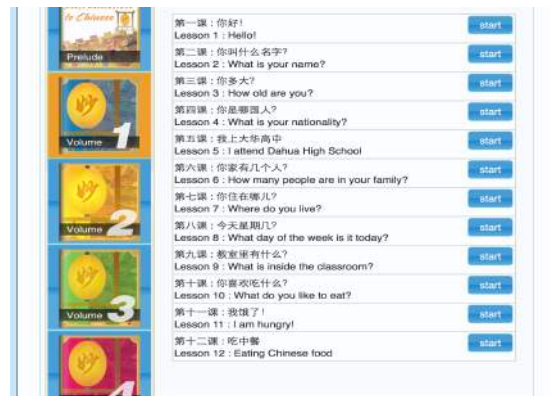 to Chinese
Prelude
妙
Volume 1
妙
Volume 2
妙
Volume 3
妙
4
第一课 : 你好!
Lesson 1 : Hello!
start
第二课 : 你叫什么名字?
Lesson 2 : What is your name?
start
第三课 : 你多大?
Lesson 3 : How old are you?
start
第四课 : 你是哪国人?
Lesson 4 : What is your nationality?
start
第五课 : 我上大华高中
Lesson 5 : I attend Dahua High School
start
第六课 : 你家有几个人?
Lesson 6 : How many people are in your family?
start
第七课 : 你住在哪儿?
Lesson 7 : Where do you live?
start
第八课 : 今天星期几?
Lesson 8 : What day of the week is it today?
start
第九课 : 教室里有什么?
Lesson 9 : What is inside the classroom?
start
第十课 : 你喜欢吃什么?
Lesson 10 : What do you like to eat?
start
第十一课 : 我饿了!
Lesson 11 : I am hungry!
start
第十二课 : 吃中餐
Lesson 12 : Eating Chinese food
start